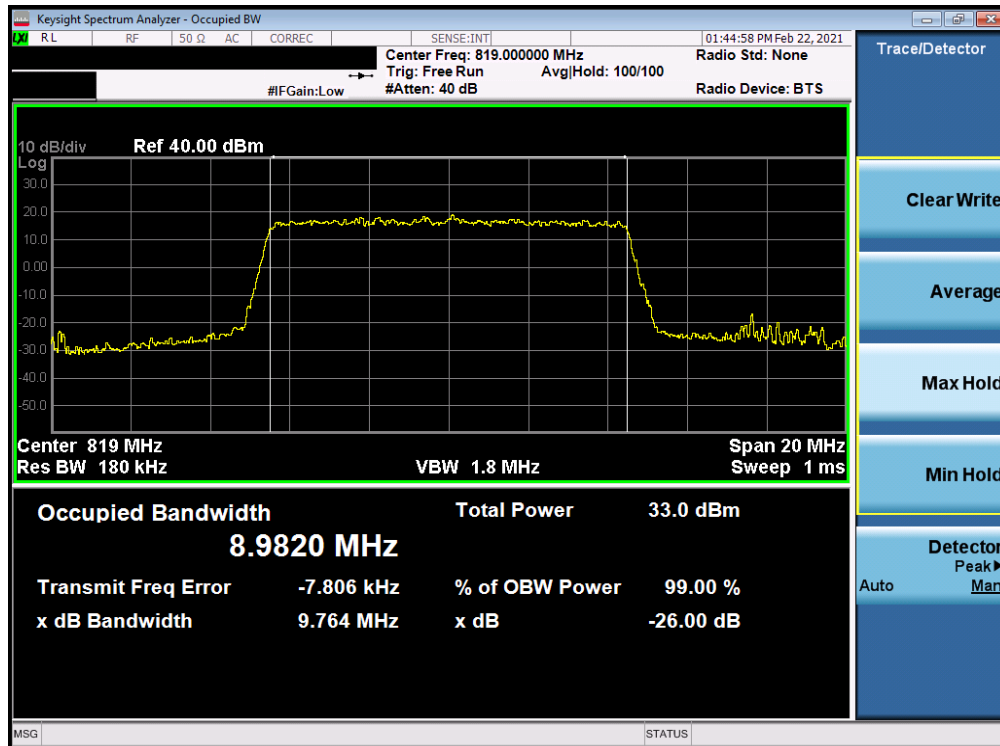 Keysight Spectrum Analyzer - Occupied BW
LXI RL RF 50 Ω AC CORREC SENSE:INT 01:44:58 PM Feb 22, 2021
Center Freq: 819.000000 MHz Radio Std: None
Trig: Free Run Avg|Hold: 100/100
#IFGain:Low #Atten: 40 dB Radio Device: BTS
10 dB/div Ref 40.00 dBm
Log
30.0
20.0
10.0
0.00
-10.0
-20.0
-30.0
-40.0
-50.0
Center 819 MHz Span 20 MHz
Res BW 180 kHz VBW 1.8 MHz Sweep 1 ms
Occupied Bandwidth Total Power 33.0 dBm
8.9820 MHz
Transmit Freq Error -7.806 kHz % of OBW Power 99.00 %
x dB Bandwidth 9.764 MHz x dB -26.00 dB
MSG STATUS
Trace/Detector
Clear Write
Average
Max Hold
Min Hold
Detector
Peak
Auto Man